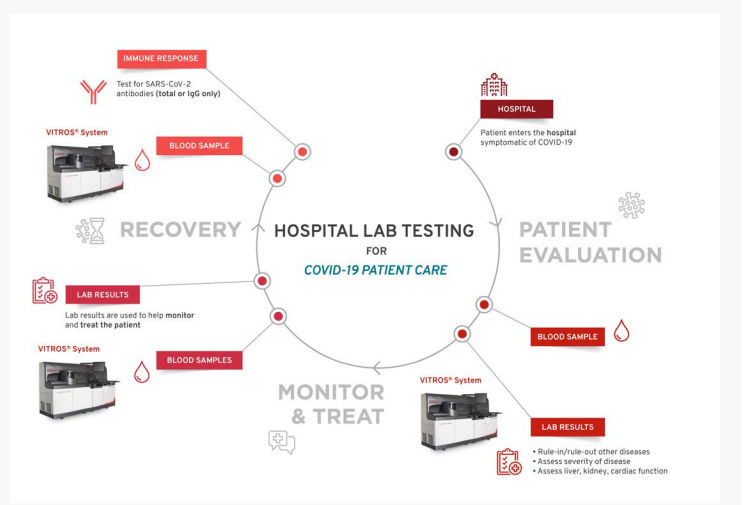 IMMUNE RESPONSE
Test for SARS-CoV-2
antibodies (total or IgG only)
HOSPITAL
Patient enters the hospital
symptomatic of COVID-19
VITROS® System
BLOOD SAMPLE
RECOVERY
HOSPITAL LAB TESTING
FOR
COVID-19 PATIENT CARE
PATIENT
EVALUATION
LAB RESULTS
Lab results are used to help monitor
and treat the patient
BLOOD SAMPLE
VITROS® System
BLOOD SAMPLES
MONITOR
& TREAT
VITROS® System
LAB RESULTS
• Rule-in/rule-out other diseases
• Assess severity of disease
• Assess liver, kidney, cardiac function